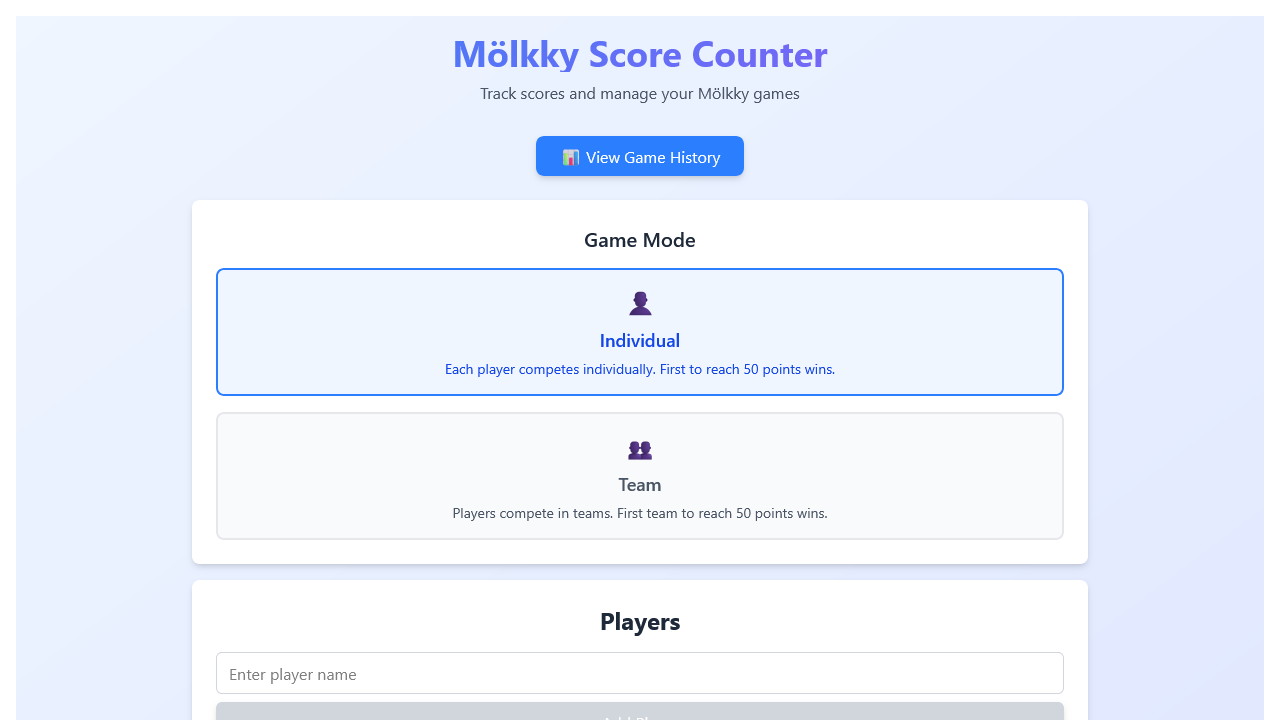 Mölkky Score Counter
Track scores and manage your Mölkky games
View Game History
Game Mode
Individual
Each player competes individually. First to reach 50 points wins.
Team
Players compete in teams. First team to reach 50 points wins.
Players
Enter player name